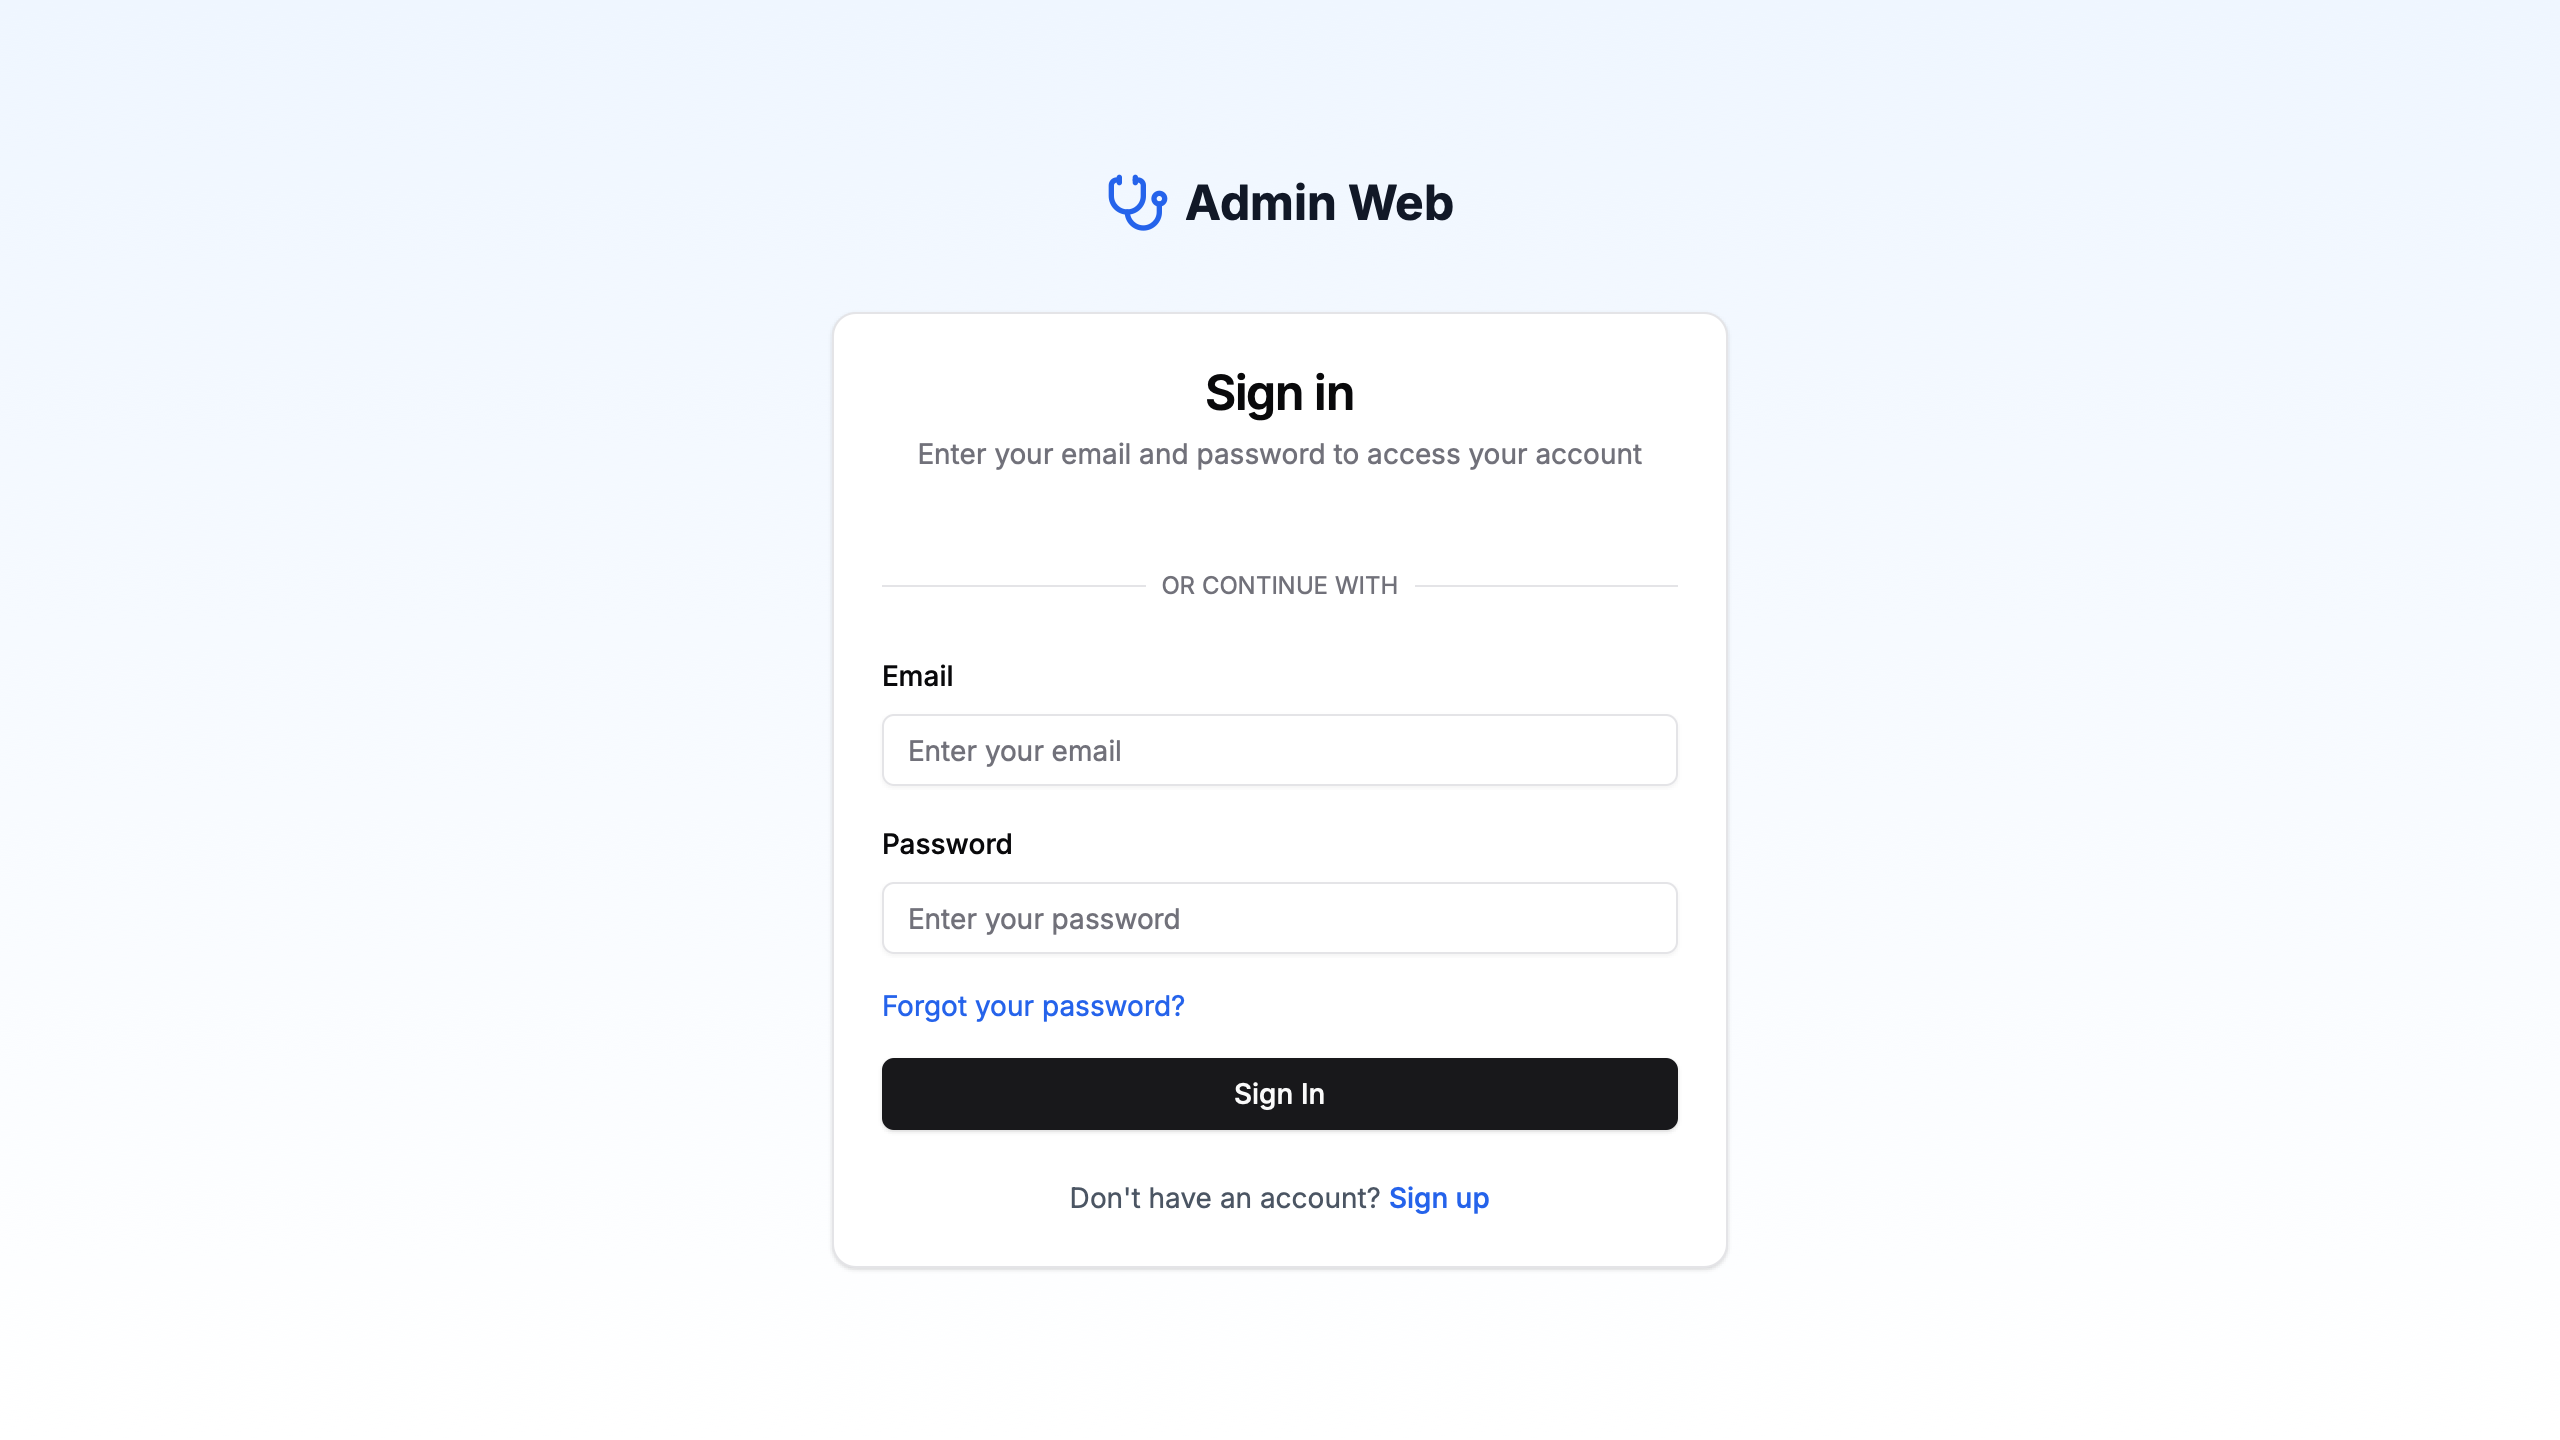 Admin Web
Sign in
Enter your email and password to access your account
OR CONTINUE WITH
Email
Enter your email
Password
Enter your password
Forgot your password?
Sign In
Don't have an account? Sign up